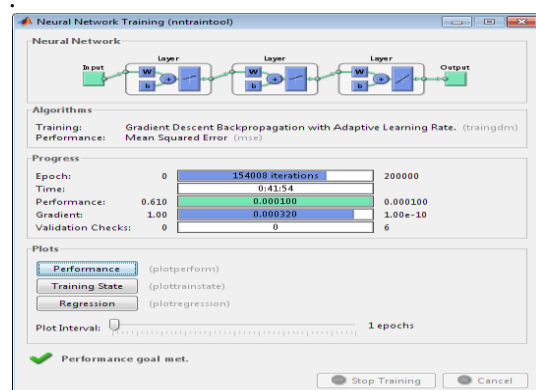 Neural Network Training (nntraintool)
Neural Network
Layer Layer Layer
Input Output
W W W
b b b
+ + +
Algorithms
Training: Gradient Descent Backpropagation with Adaptive Learning Rate. (traingdm)
Performance: Mean Squared Error (mse)
Progress
Epoch: 0 154008 iterations 200000
Time: 0:41:54
Performance: 0.610 0.000100 0.000100
Gradient: 1.00 0.000320 1.00e-10
Validation Checks: 0 0 6
Plots
Performance (plotperform)
Training State (plottrainstate)
Regression (plotregression)
Plot Interval: 1 epochs
Performance goal met.
Stop Training Cancel